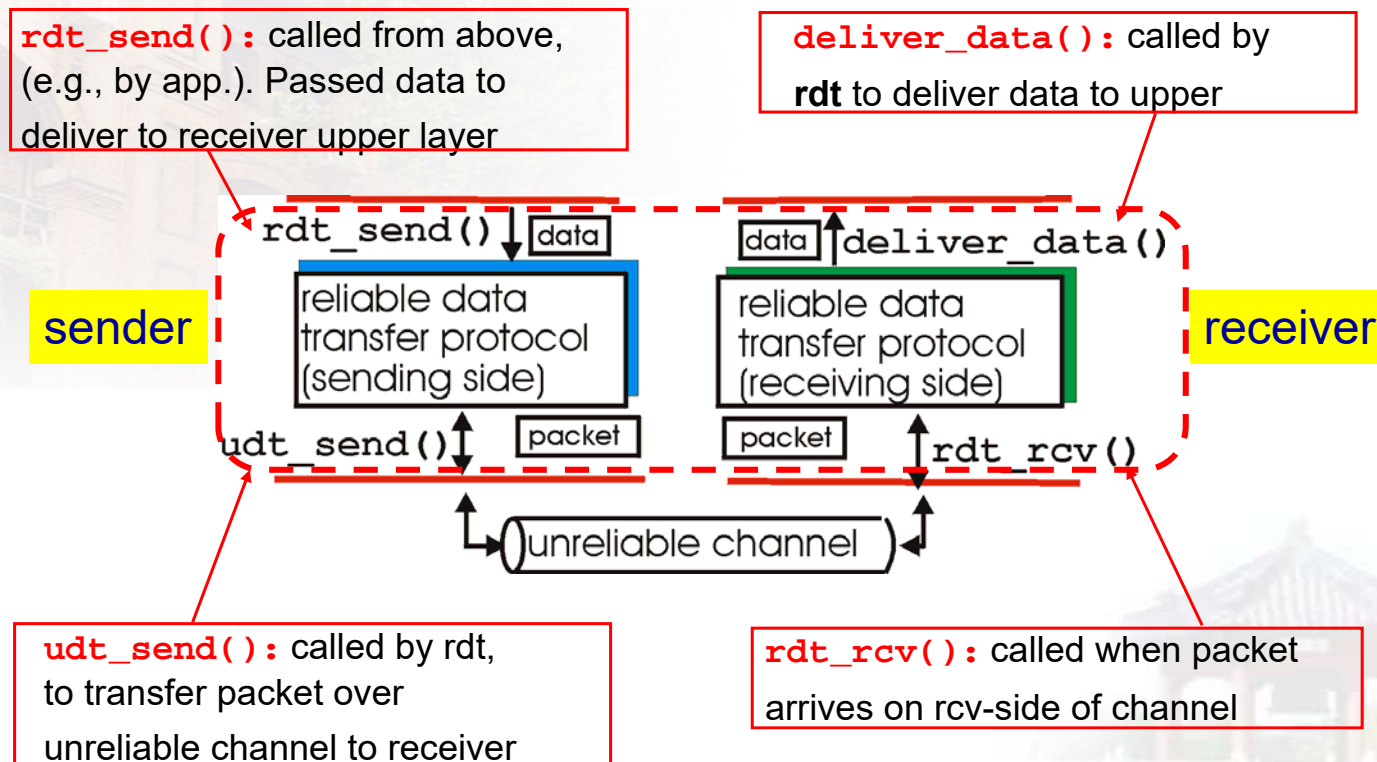 rdt_send(): called from above,
(e.g., by app.). Passed data to
deliver to receiver upper layer
deliver_data(): called by
rdt to deliver data to upper
rdt_send()
data
data
deliver_data()
sender
reliable data
transfer protocol
(sending side)
reliable data
transfer protocol
(receiving side)
receiver
udt_send()
packet
packet
rdt_rcv()
unreliable channel
udt_send(): called by rdt,
to transfer packet over
unreliable channel to receiver
rdt_rcv(): called when packet
arrives on rcv-side of channel